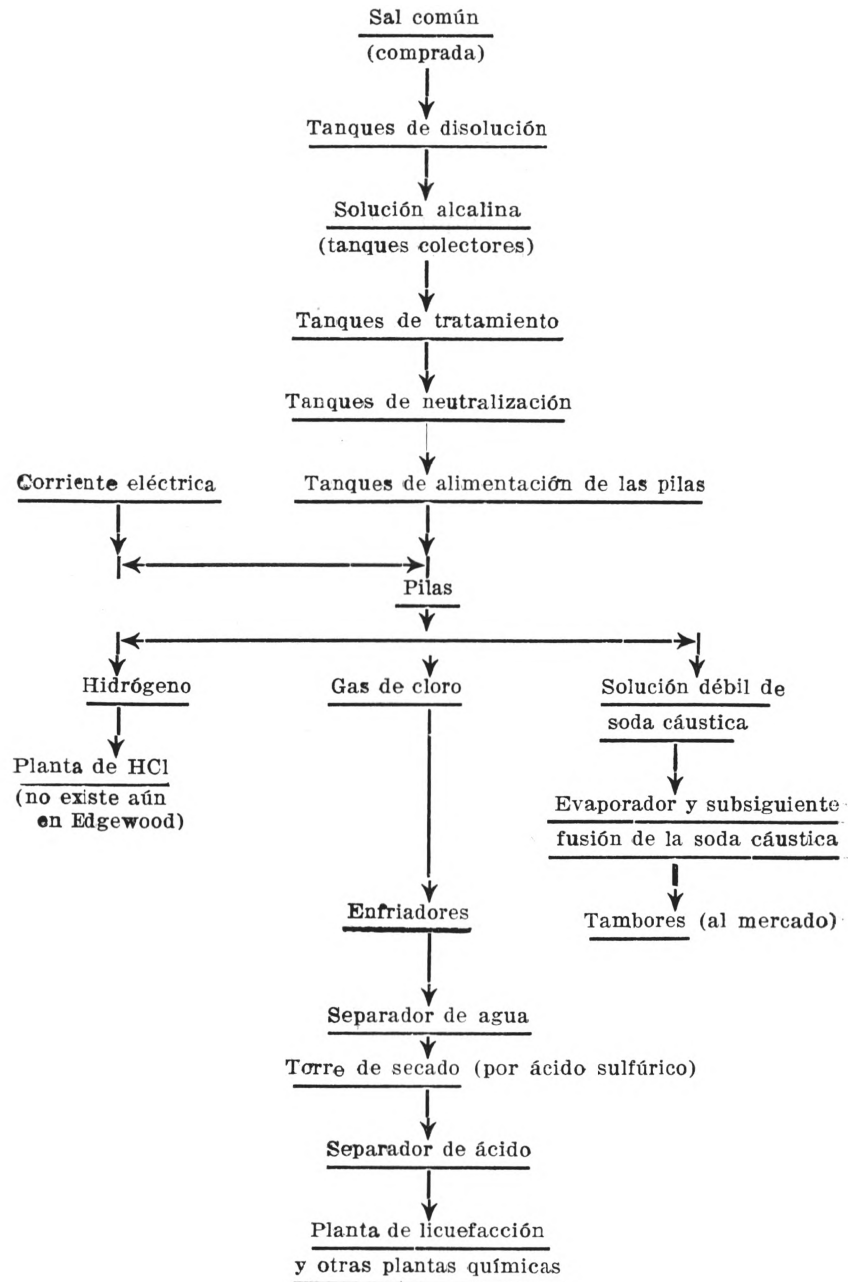 Sal común
(comprada)
Tanques de disolución
Solución alcalina
(tanques colectores)
Tanques de tratamiento
Tanques de neutralización
Corriente eléctrica
Tanques de alimentación de las pilas
Pilas
Hidrógeno
Gas de cloro
Solución débil de
soda cáustica
Planta de HCl
(no existe aún
en Edgewood)
Evaporador y subsiguiente
fusión de la soda cáustica
Tambores (al mercado)
Enfriadores
Separador de agua
Torre de secado (por ácido sulfúrico)
Separador de ácido
Planta de licuefacción
y otras plantas químicas